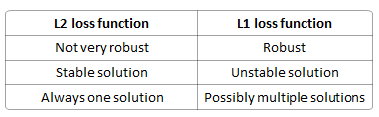 L2 loss function L1 loss function
Not very robust Robust
Stable solution Unstable solution
Always one solution Possibly multiple solutions